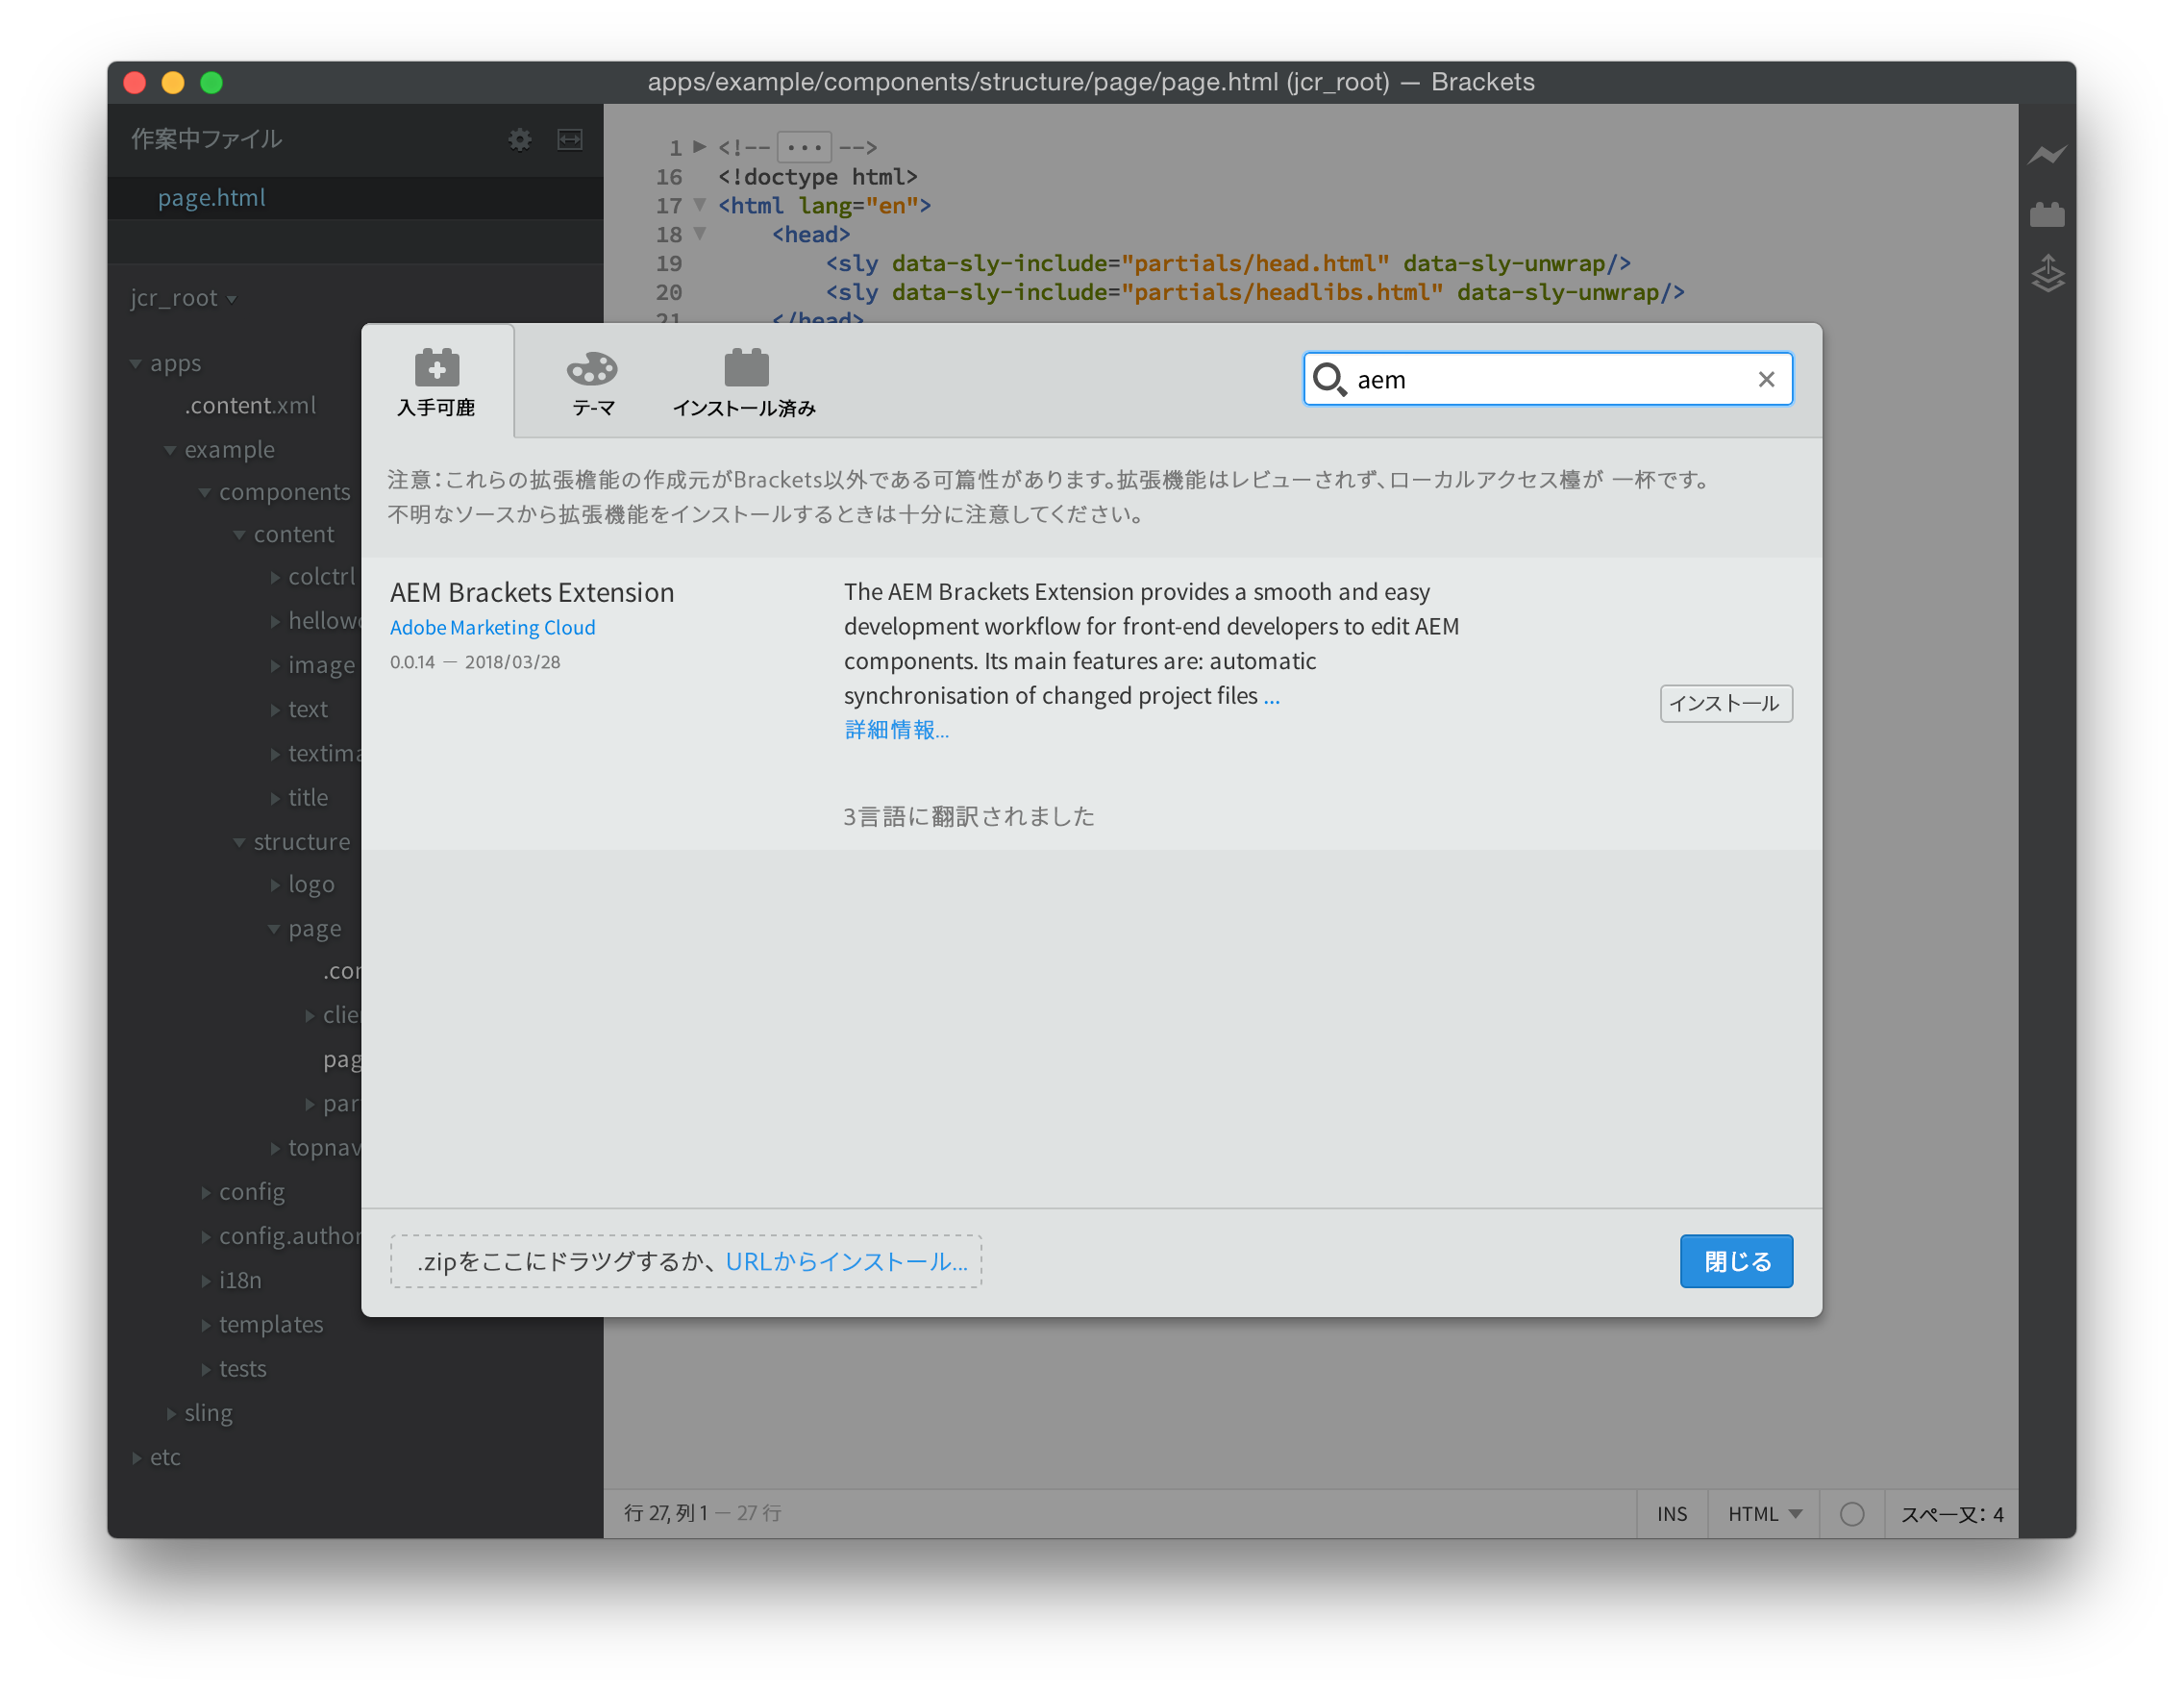 apps/example/components/structure/page/page.html (jcr_root) — Brackets
作案中ファイル
page.html
jcr_root
apps
.content.xml
example
components
content
colctrl
image
text
title
structure
logo
page
topnav
config
config.author
i18n
templates
tests
sling
etc
1 <!-- ... -->
16 <!doctype html>
17 <html lang="en">
18 <head>
19 <sly data-sly-include="partials/head.html" data-sly-unwrap/>
20 <sly data-sly-include="partials/headlibs.html" data-sly-unwrap/>
21 </head>
入手可鹿
テーマ
インストール済み
aem
注意：これらの拡張檐能の作成元がBrackets以外である可篇性があります。拡張機能はレビューされず、ローカルアクセス檯が 一杯です。
不明なソースから拡張機能をインストールするときは十分に注意してください。
AEM Brackets Extension
Adobe Marketing Cloud
0.0.14 — 2018/03/28
The AEM Brackets Extension provides a smooth and easy
development workflow for front-end developers to edit AEM
components. Its main features are: automatic
synchronisation of changed project files ...
詳細情報...
3言語に翻訳されました
インストール
.zipをここにドラツグするか、URLからインストール...
閉じる
行 27, 列 1 — 27 行
INS
HTML
スペース: 4